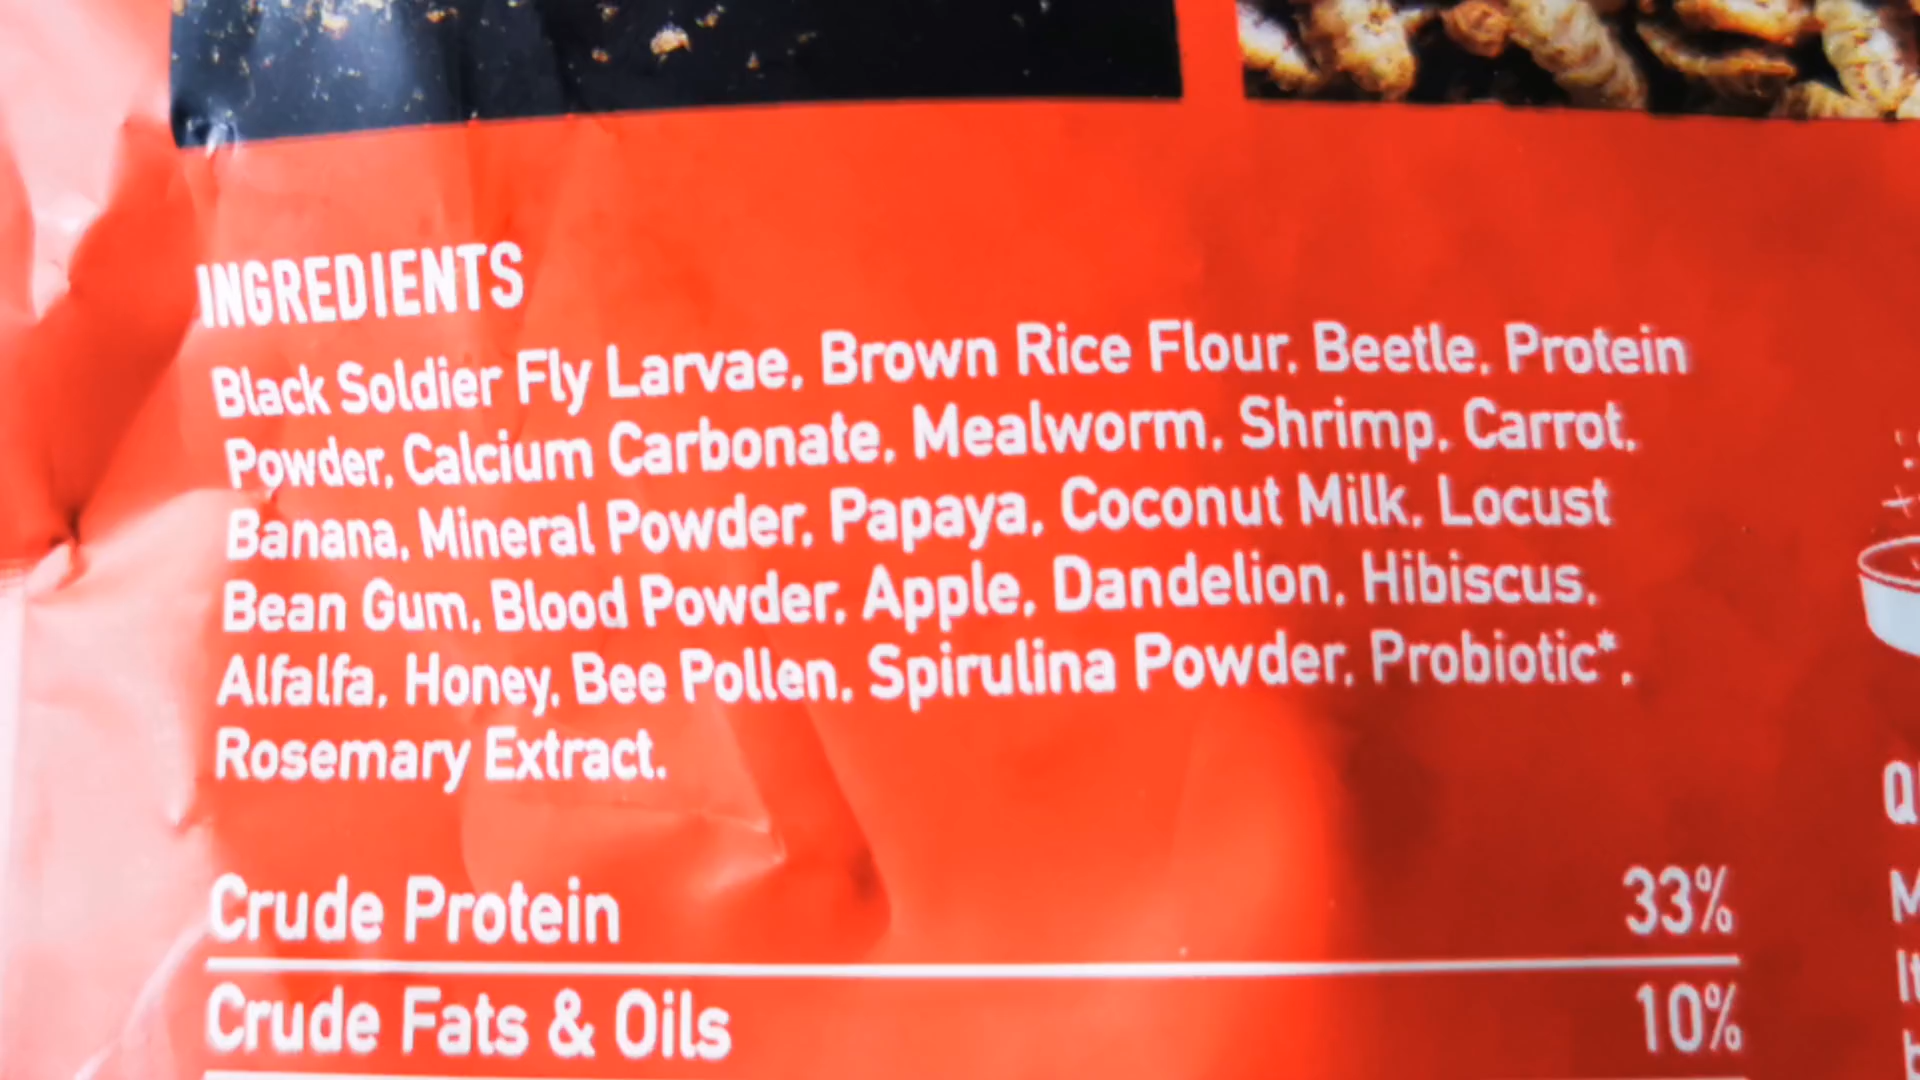 INGREDIENTS
Black Soldier Fly Larvae, Brown Rice Flour, Beetle, Protein
Powder, Calcium Carbonate, Mealworm, Shrimp, Carrot,
Banana, Mineral Powder, Papaya, Coconut Milk, Locust
Bean Gum, Blood Powder, Apple, Dandelion, Hibiscus,
Alfalfa, Honey, Bee Pollen, Spirulina Powder, Probiotic*,
Rosemary Extract.
Crude Protein 33%
Crude Fats & Oils 10%